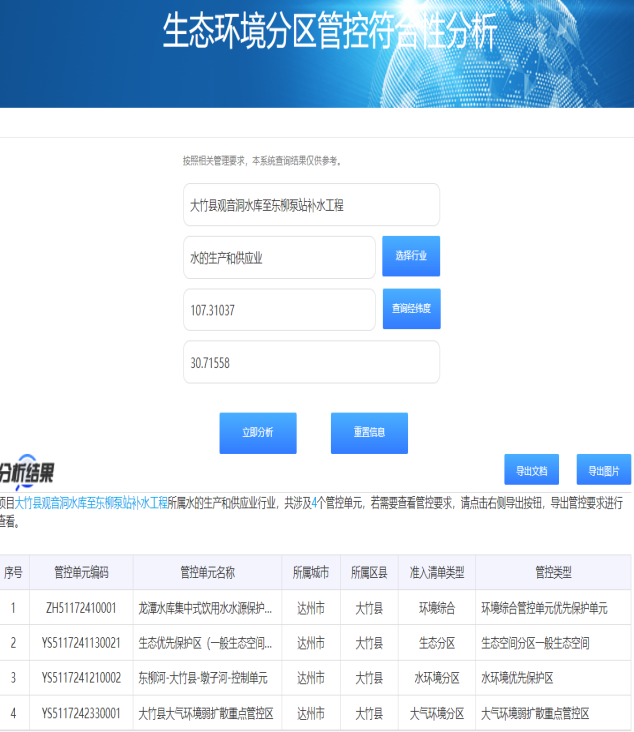 生态环境分区管控符合性分析
按照相关管理要求，本系统查询结果仅供参考。
大竹县观音洞水库至东柳泵站补水工程
水的生产和供应业 选择行业
107.31037 查询经纬度
30.71558
立即分析 重置信息
分析结果 导出文档 导出图片
项目大竹县观音洞水库至东柳泵站补水工程所属水的生产和供应业行业，共涉及4个管控单元，若需要查看管控要求，请点击右侧导出按钮，导出管控要求进行
查看。
序号 管控单元编码 管控单元名称 所属城市 所属区县 准入清单类型 管控类型
1 ZH51172410001 龙潭水库集中式饮用水水源保护... 达州市 大竹县 环境综合 环境综合管控单元优先保护单元
2 YS5117241130021 生态优先保护区（一般生态空间... 达州市 大竹县 生态分区 生态空间分区一般生态空间
3 YS5117241210002 东柳河-大竹县-墩子河-控制单元 达州市 大竹县 水环境分区 水环境优先保护区
4 YS5117242330001 大竹县大气环境弱扩散重点管控区 达州市 大竹县 大气环境分区 大气环境弱扩散重点管控区